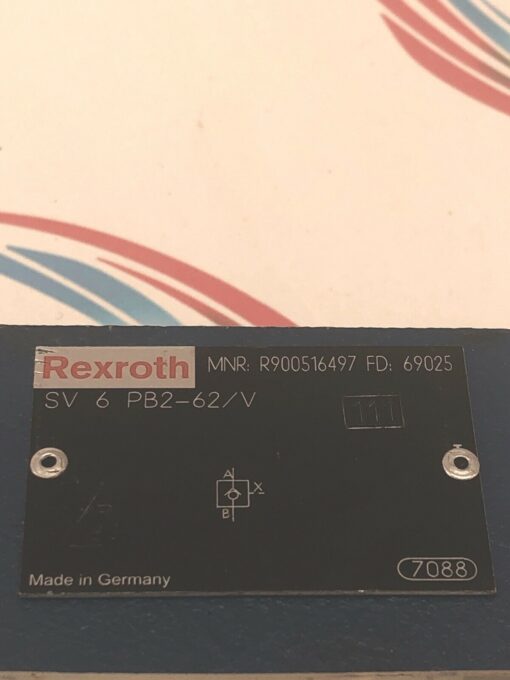 Rexroth MNR: R900516497 FD: 69025
SV 6 PB2-62/V
111
A
X
B
Made in Germany
7088